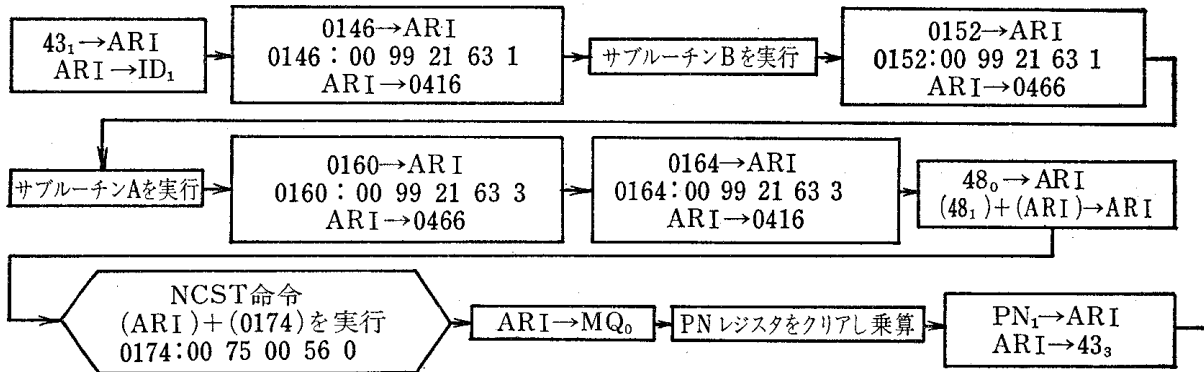 43₁→ARI
ARI→ID₁
0146→ARI
0146：00 99 21 63 1
ARI→0416
サブルーチンBを実行
0152→ARI
0152：00 99 21 63 1
ARI→0466
サブルーチンAを実行
0160→ARI
0160：00 99 21 63 3
ARI→0466
0164→ARI
0164：00 99 21 63 3
ARI→0416
48₀→ARI
(48₁)+(ARI)→ARI
NCST命令
(ARI)+(0174)を実行
0174：00 75 00 56 0
ARI→MQ₀
PNレジスタをクリアし乗算
PN₁→ARI
ARI→43₃